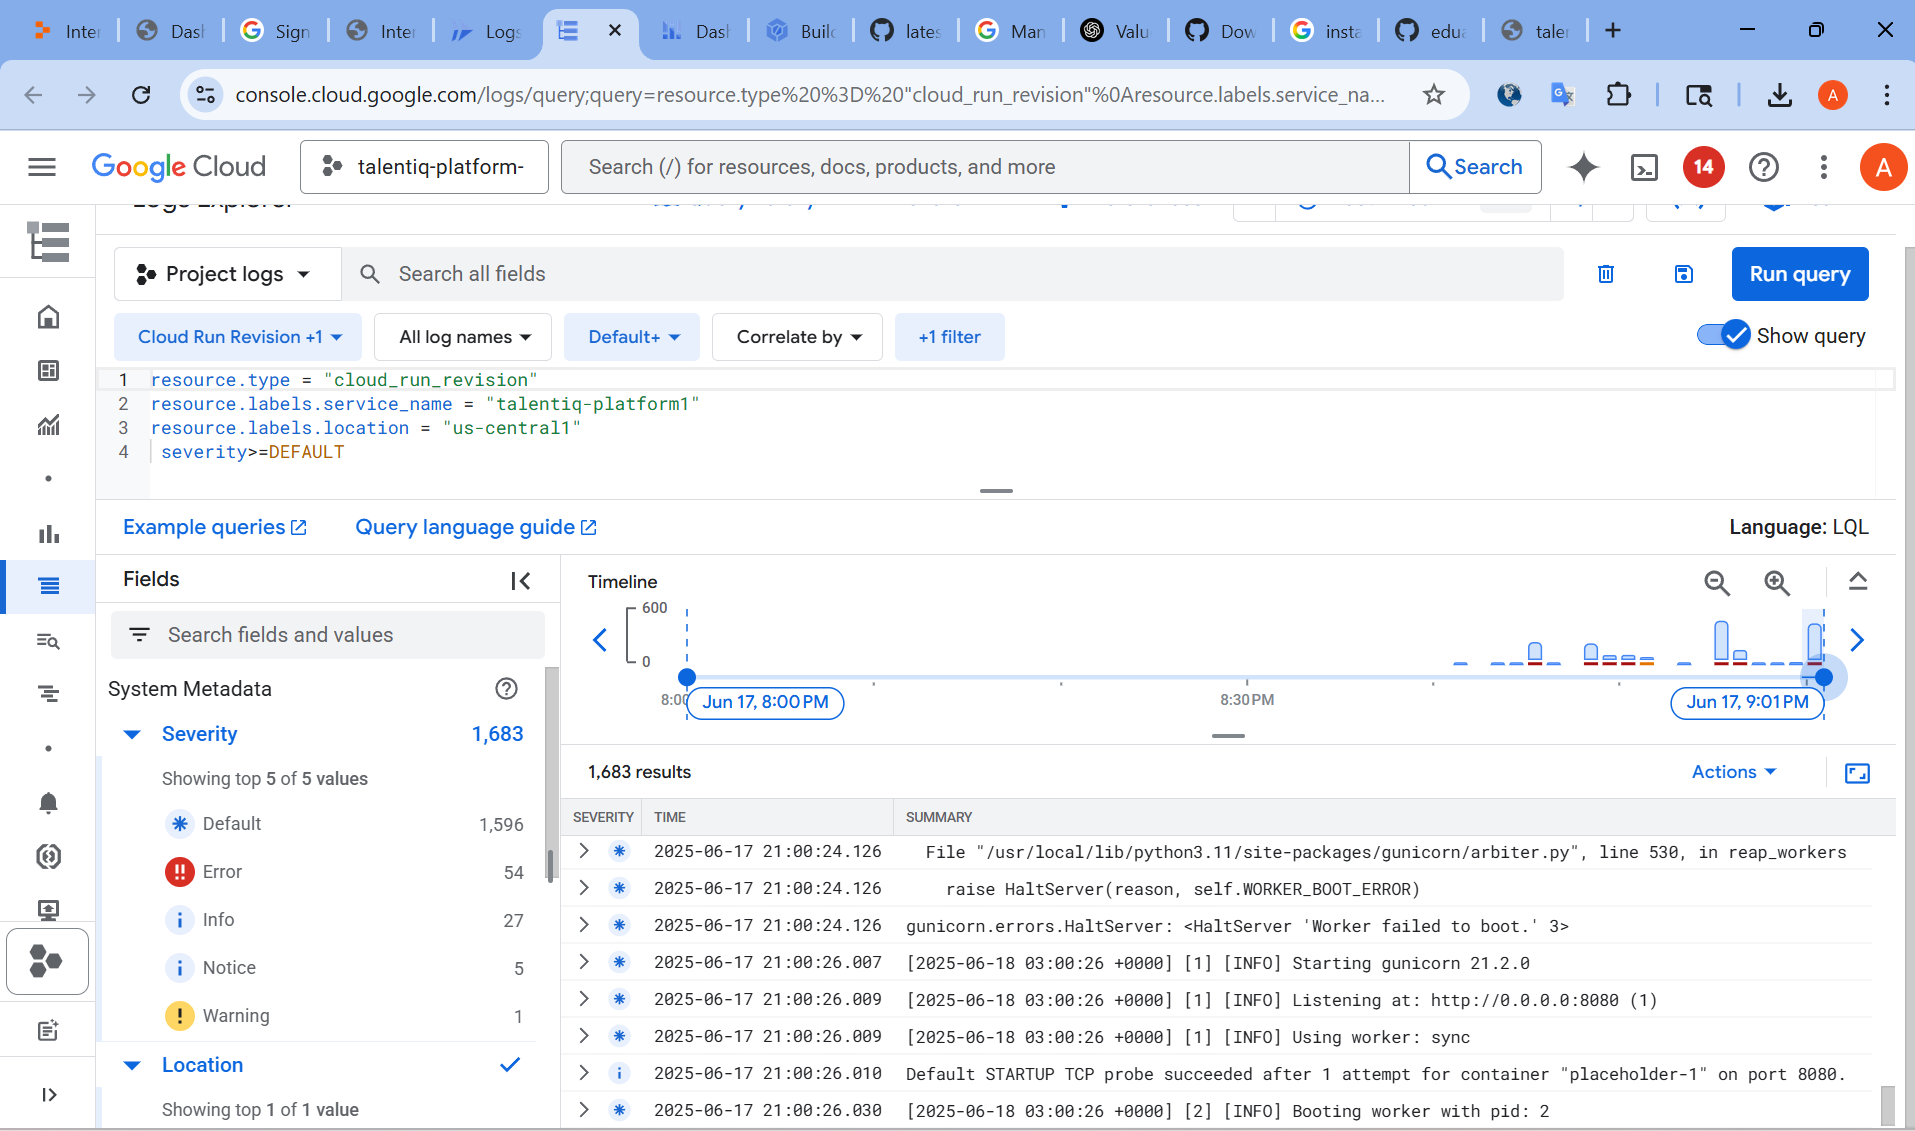 Inter
Dash
Sign
Inter
Logs
Dash
Build
lates
Man
Valu
Dow
insta
edua
taler
console.cloud.google.com/logs/query;query=resource.type%20%3D%20"cloud_run_revision"%0Aresource.labels.service_na...
A
Google Cloud
talentiq-platform-
Search (/) for resources, docs, products, and more
Search
14
A
Logs Explorer
Project logs
Search all fields
Run query
Cloud Run Revision +1
All log names
Default+
Correlate by
+1 filter
Show query
1 resource.type = "cloud_run_revision"
2 resource.labels.service_name = "talentiq-platform1"
3 resource.labels.location = "us-central1"
4 severity>=DEFAULT
Example queries
Query language guide
Language: LQL
Fields
Search fields and values
System Metadata
Severity 1,683
Showing top 5 of 5 values
Default 1,596
Error 54
Info 27
Notice 5
Warning 1
Location
Showing top 1 of 1 value
Timeline
600
0
8:00
Jun 17, 8:00 PM
8:30 PM
Jun 17, 9:01 PM
1,683 results
Actions
SEVERITY TIME SUMMARY
2025-06-17 21:00:24.126 File "/usr/local/lib/python3.11/site-packages/gunicorn/arbiter.py", line 530, in reap_workers
2025-06-17 21:00:24.126 raise HaltServer(reason, self.WORKER_BOOT_ERROR)
2025-06-17 21:00:24.126 gunicorn.errors.HaltServer: <HaltServer 'Worker failed to boot.' 3>
2025-06-17 21:00:26.007 [2025-06-18 03:00:26 +0000] [1] [INFO] Starting gunicorn 21.2.0
2025-06-17 21:00:26.009 [2025-06-18 03:00:26 +0000] [1] [INFO] Listening at: http://0.0.0.0:8080 (1)
2025-06-17 21:00:26.009 [2025-06-18 03:00:26 +0000] [1] [INFO] Using worker: sync
2025-06-17 21:00:26.010 Default STARTUP TCP probe succeeded after 1 attempt for container "placeholder-1" on port 8080.
2025-06-17 21:00:26.030 [2025-06-18 03:00:26 +0000] [2] [INFO] Booting worker with pid: 2